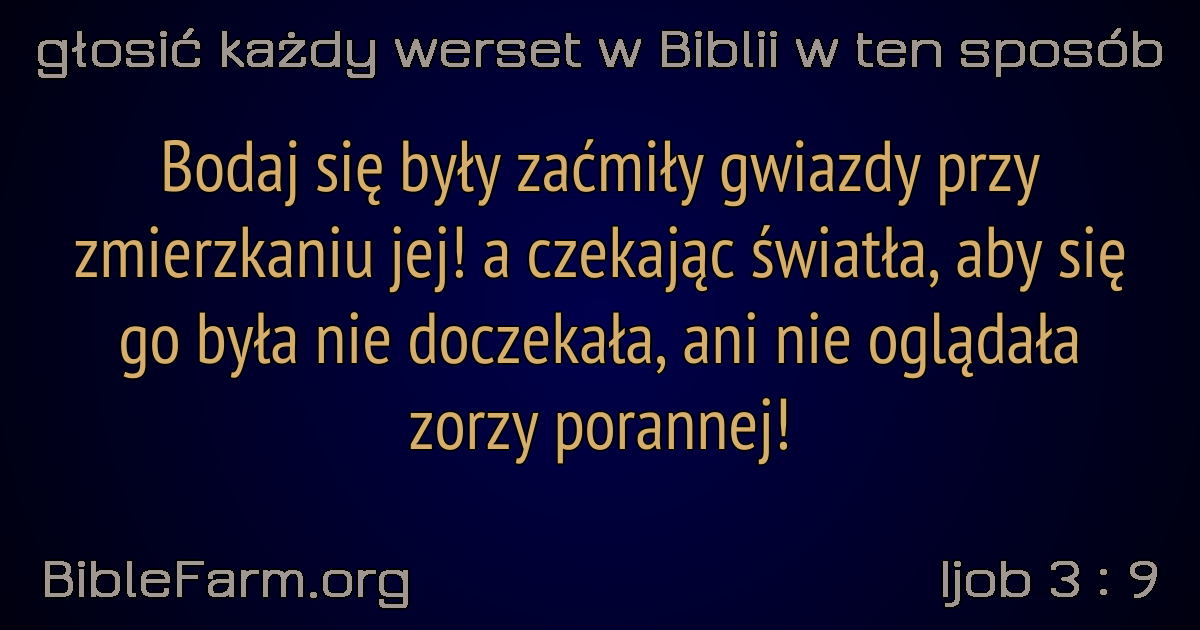 głosić każdy werset w Biblii w ten sposób
Bodaj się były zaćmiły gwiazdy przy
zmierzkaniu jej! a czekając światła, aby się
go była nie doczekała, ani nie oglądała
zorzy porannej!
BibleFarm.org
Ijob 3 : 9